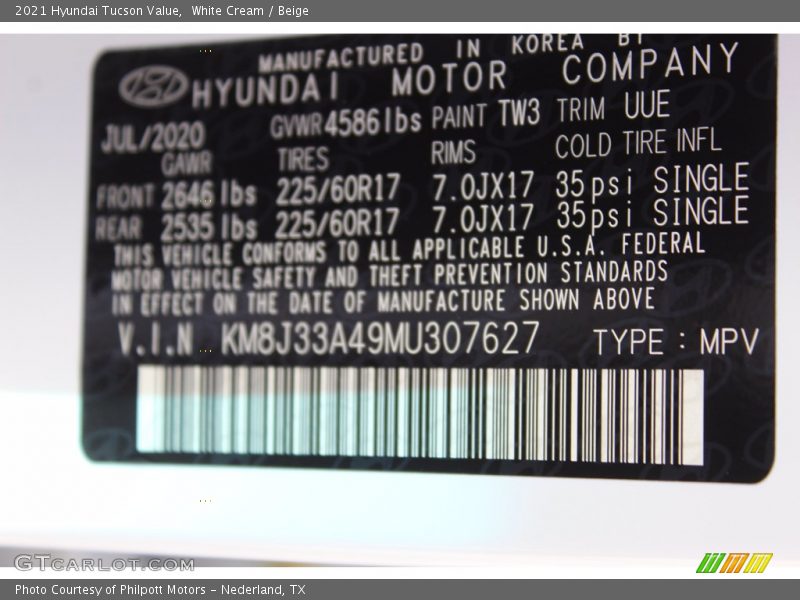 2021 Hyundai Tucson Value, White Cream / Beige
MANUFACTURED IN KOREA BY
HYUNDAI MOTOR COMPANY
JUL/2020 GVWR 4586 lbs PAINT TW3 TRIM UUE
GAWR TIRES RIMS COLD TIRE INFL
FRONT 2646 lbs 225/60R17 7.0JX17 35psi SINGLE
REAR 2535 lbs 225/60R17 7.0JX17 35psi SINGLE
THIS VEHICLE CONFORMS TO ALL APPLICABLE U.S.A. FEDERAL
MOTOR VEHICLE SAFETY AND THEFT PREVENTION STANDARDS
IN EFFECT ON THE DATE OF MANUFACTURE SHOWN ABOVE
V.I.N KM8J33A49MU307627 TYPE : MPV
GTcarlot.com
Photo Courtesy of Philpott Motors - Nederland, TX